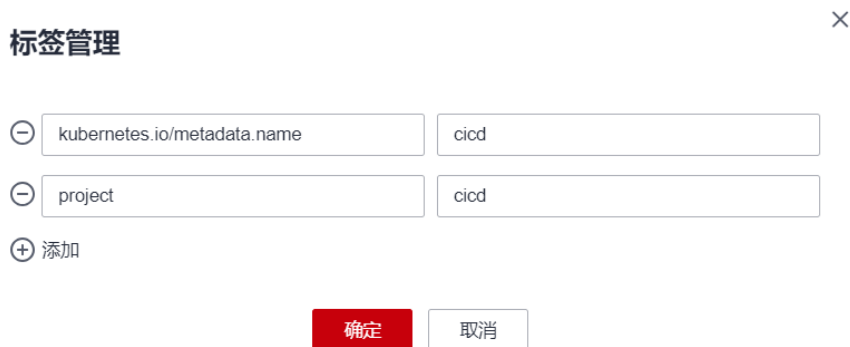 标签管理
kubernetes.io/metadata.name cicd
project cicd
添加
确定 取消